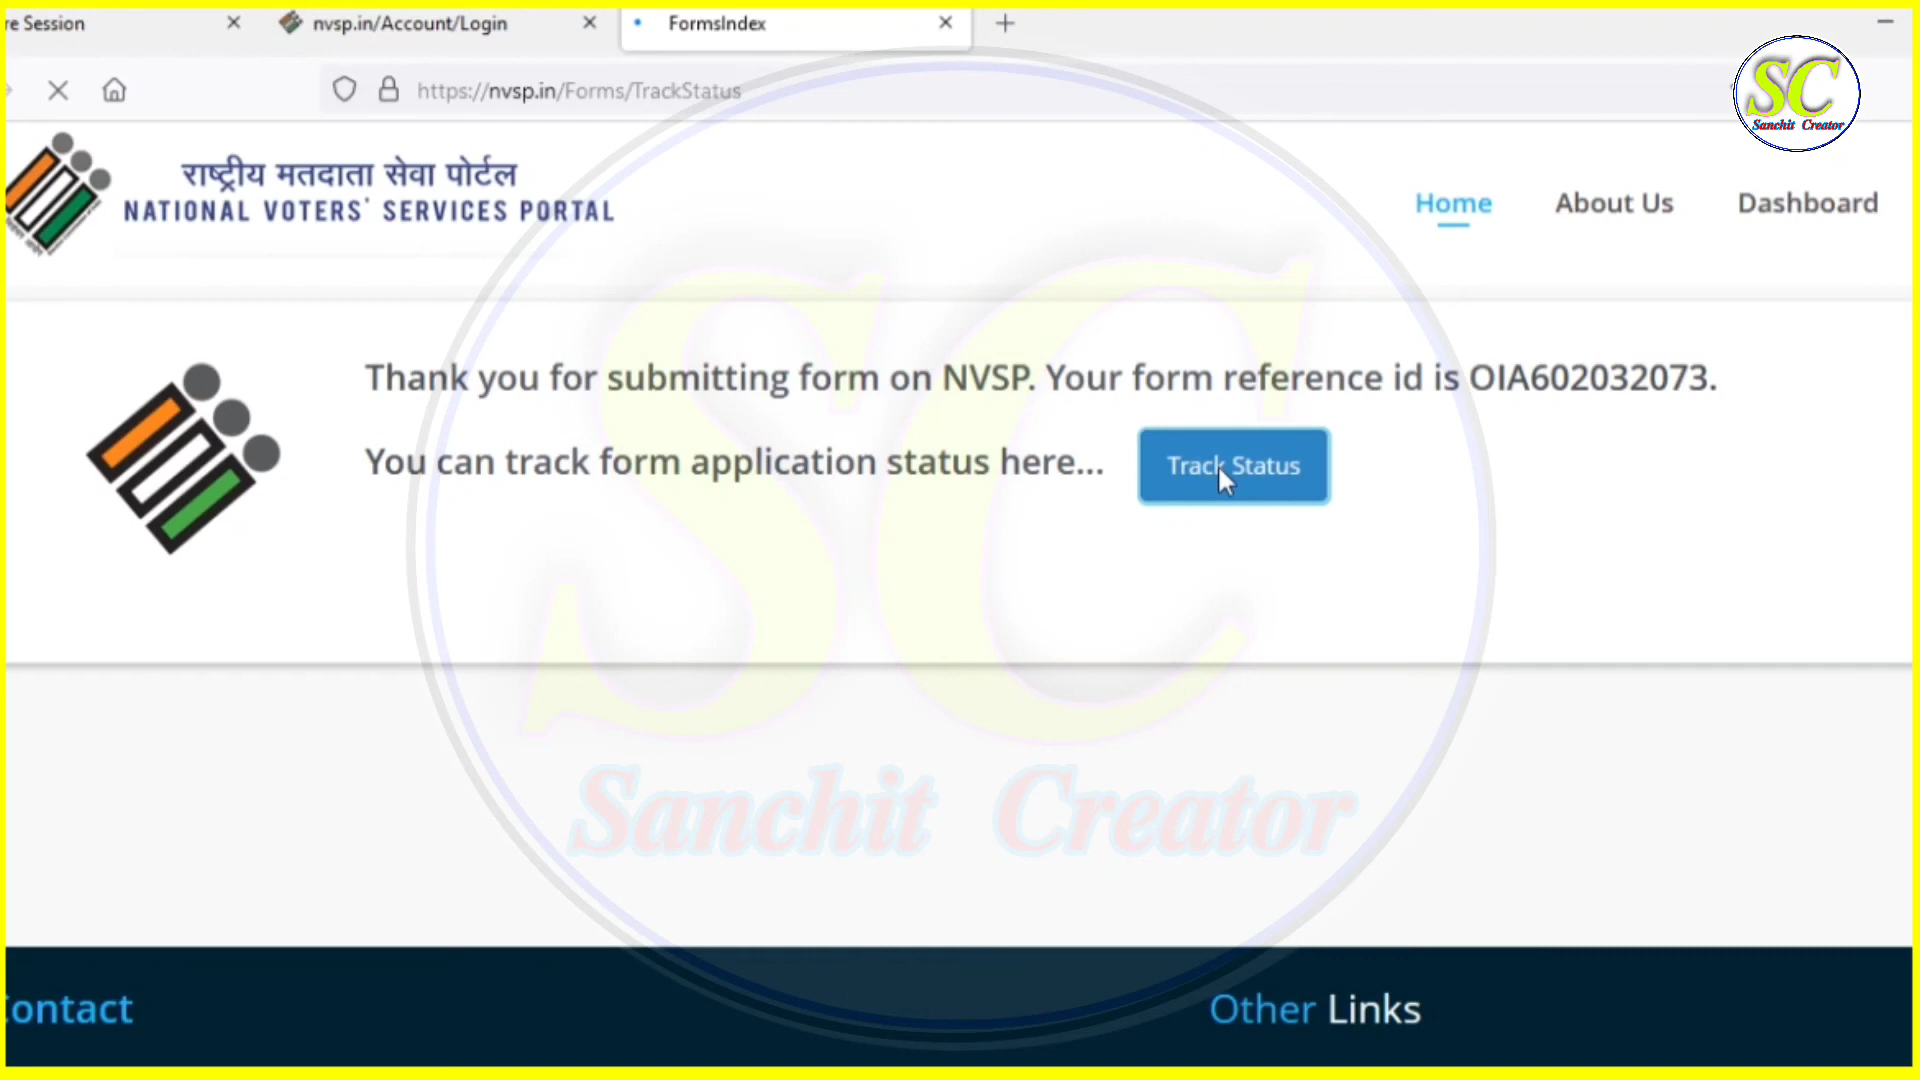 re Session
nvsp.in/Account/Login
FormsIndex
https://nvsp.in/Forms/TrackStatus
SC
Sanchit Creator
राष्ट्रीय मतदाता सेवा पोर्टल
NATIONAL VOTERS' SERVICES PORTAL
Home
About Us
Dashboard
Thank you for submitting form on NVSP. Your form reference id is OIA602032073.
You can track form application status here...
Track Status
SC
Sanchit Creator
ontact
Other Links